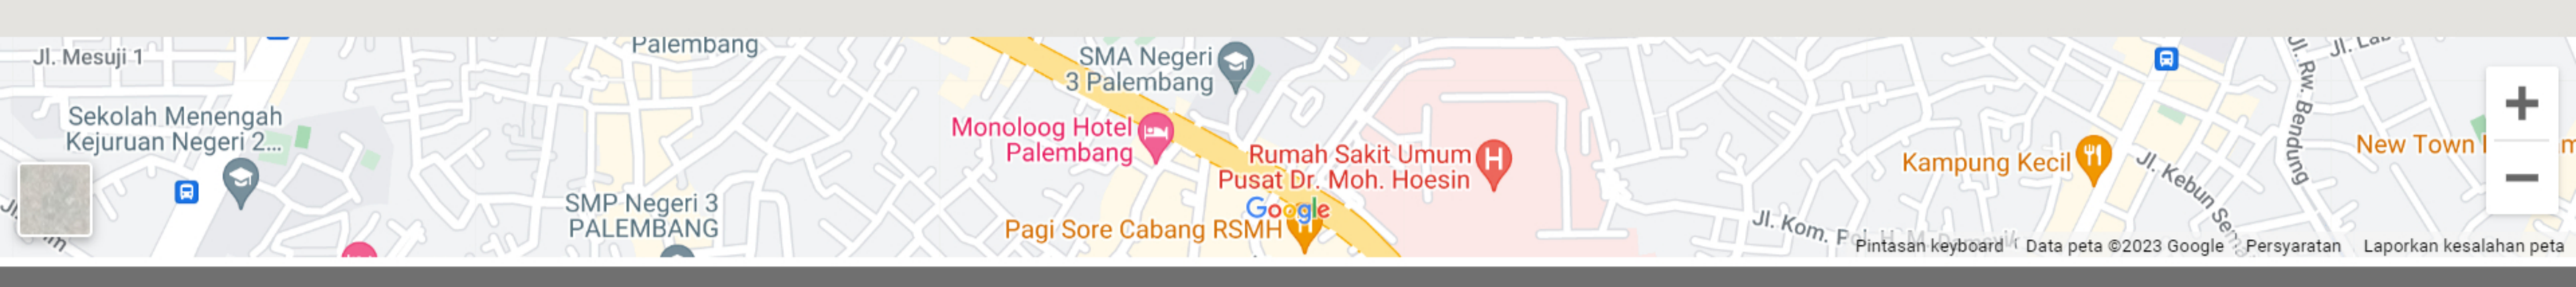 Jl. Mesuji 1
Palembang
SMA Negeri
3 Palembang
Jl. Rw. Bendung
Sekolah Menengah
Kejuruan Negeri 2...
Monoloog Hotel
Palembang
Rumah Sakit Umum
Pusat Dr. Moh. Hoesin
H
Kampung Kecil
Jl. Kebun Sem
New Town
SMP Negeri 3
PALEMBANG
Google
Pagi Sore Cabang RSMH
Jl. Kom. Pol.
Pintasan keyboard
Data peta ©2023 Google
Persyaratan
Laporkan kesalahan peta